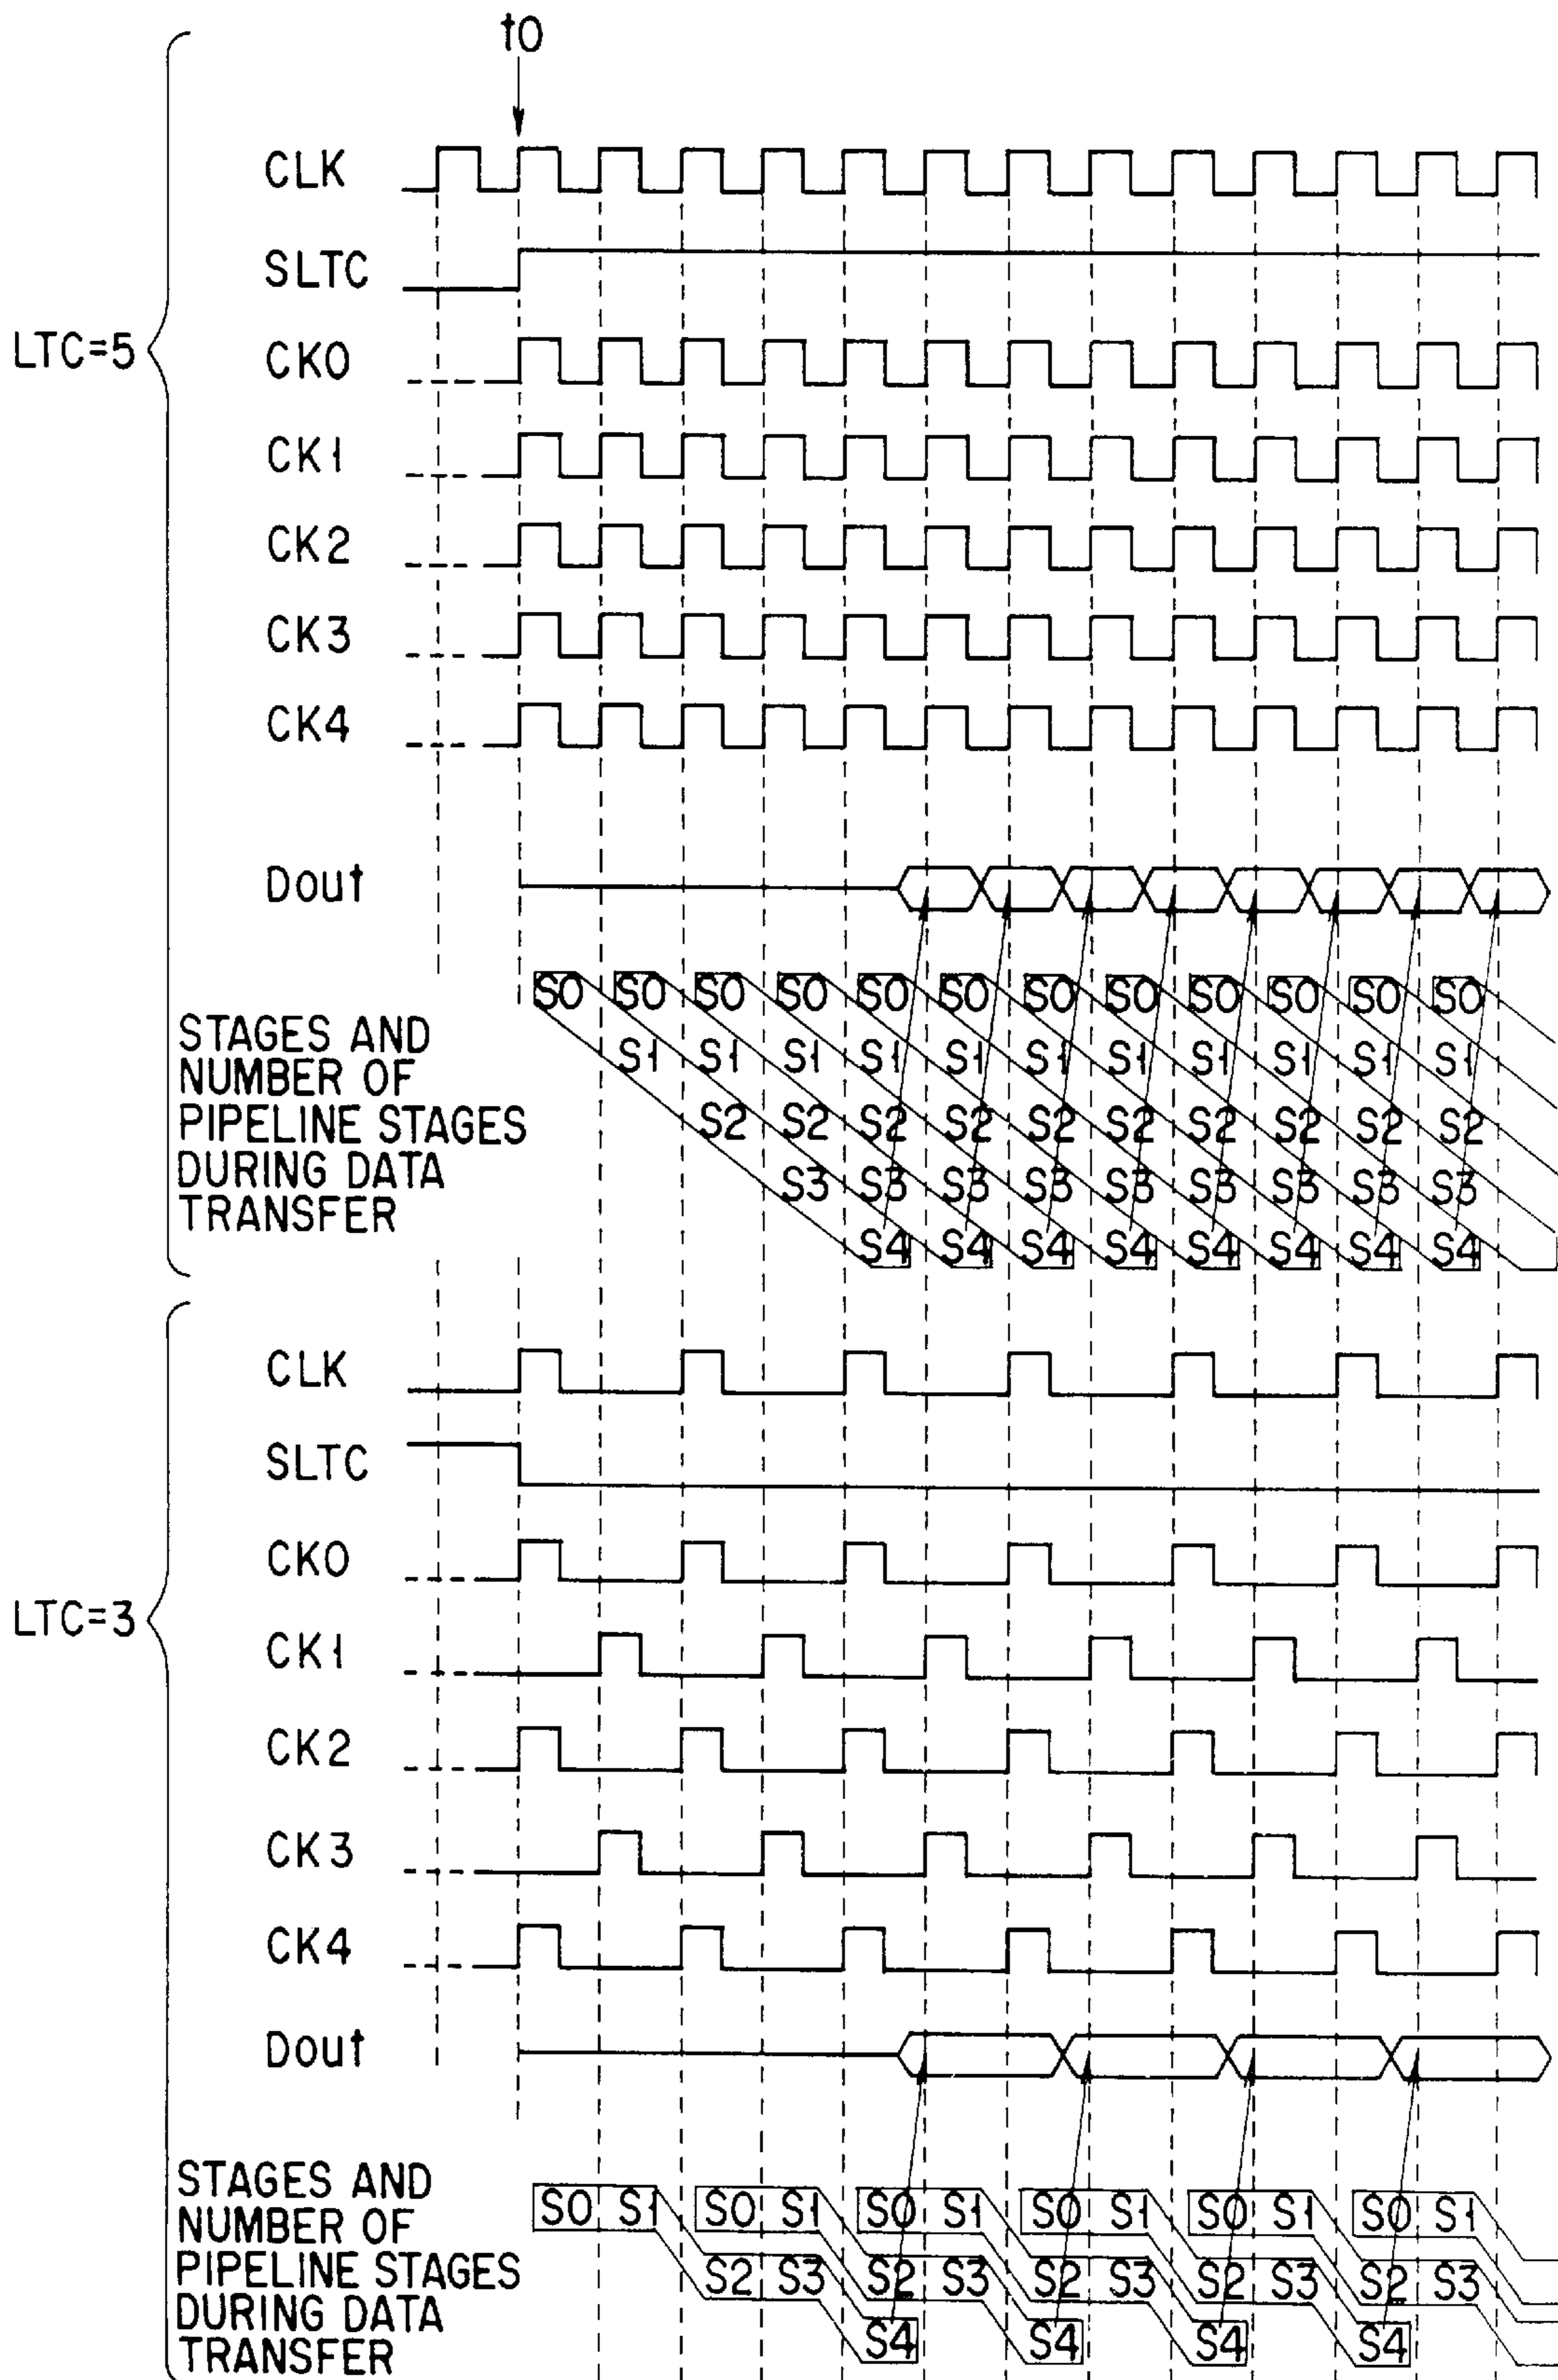 t0
CLK
SLTC
LTC=5
CK0
CK1
CK2
CK3
CK4
Dout
S0 S0 S0 S0 S0 S0 S0 S0 S0 S0 S0 S0
S1 S1 S1 S1 S1 S1 S1 S1 S1 S1 S1
S2 S2 S2 S2 S2 S2 S2 S2 S2 S2
S3 S3 S3 S3 S3 S3 S3 S3 S3
S4 S4 S4 S4 S4 S4 S4 S4
STAGES AND
NUMBER OF
PIPELINE STAGES
DURING DATA
TRANSFER
CLK
SLTC
CK0
LTC=3
CK1
CK2
CK3
CK4
Dout
STAGES AND
NUMBER OF
PIPELINE STAGES
DURING DATA
TRANSFER
S0 S1 S0 S1 S0 S1 S0 S1 S0 S1 S0 S1
S2 S3 S2 S3 S2 S3 S2 S3 S2 S3
S4 S4 S4 S4